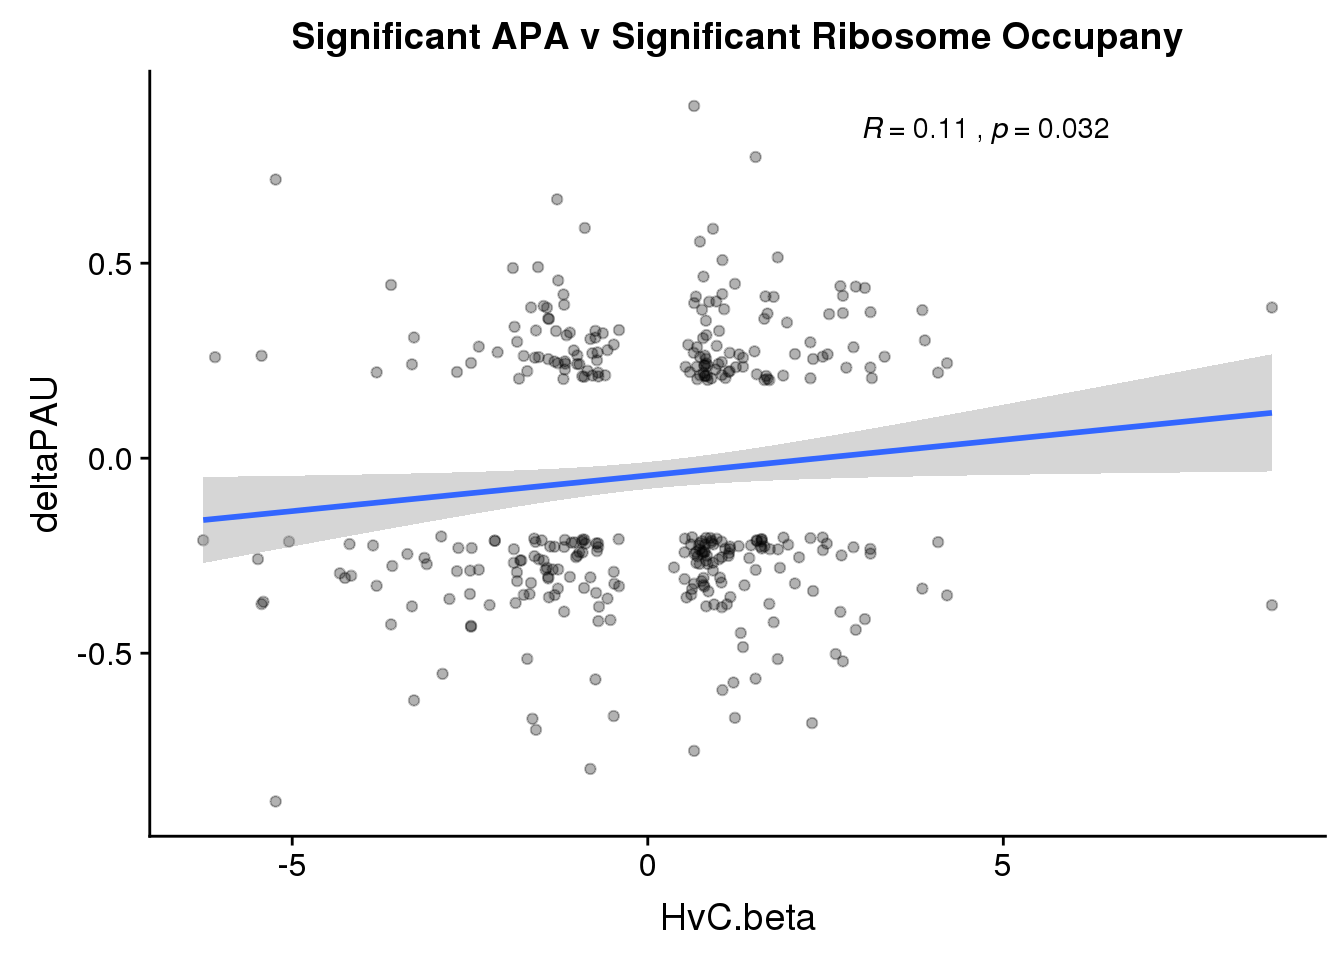 Significant APA v Significant Ribosome Occupany
R = 0.11 , p = 0.032
0.5
0.0
-0.5
deltaPAU
-5
0
5
HvC.beta